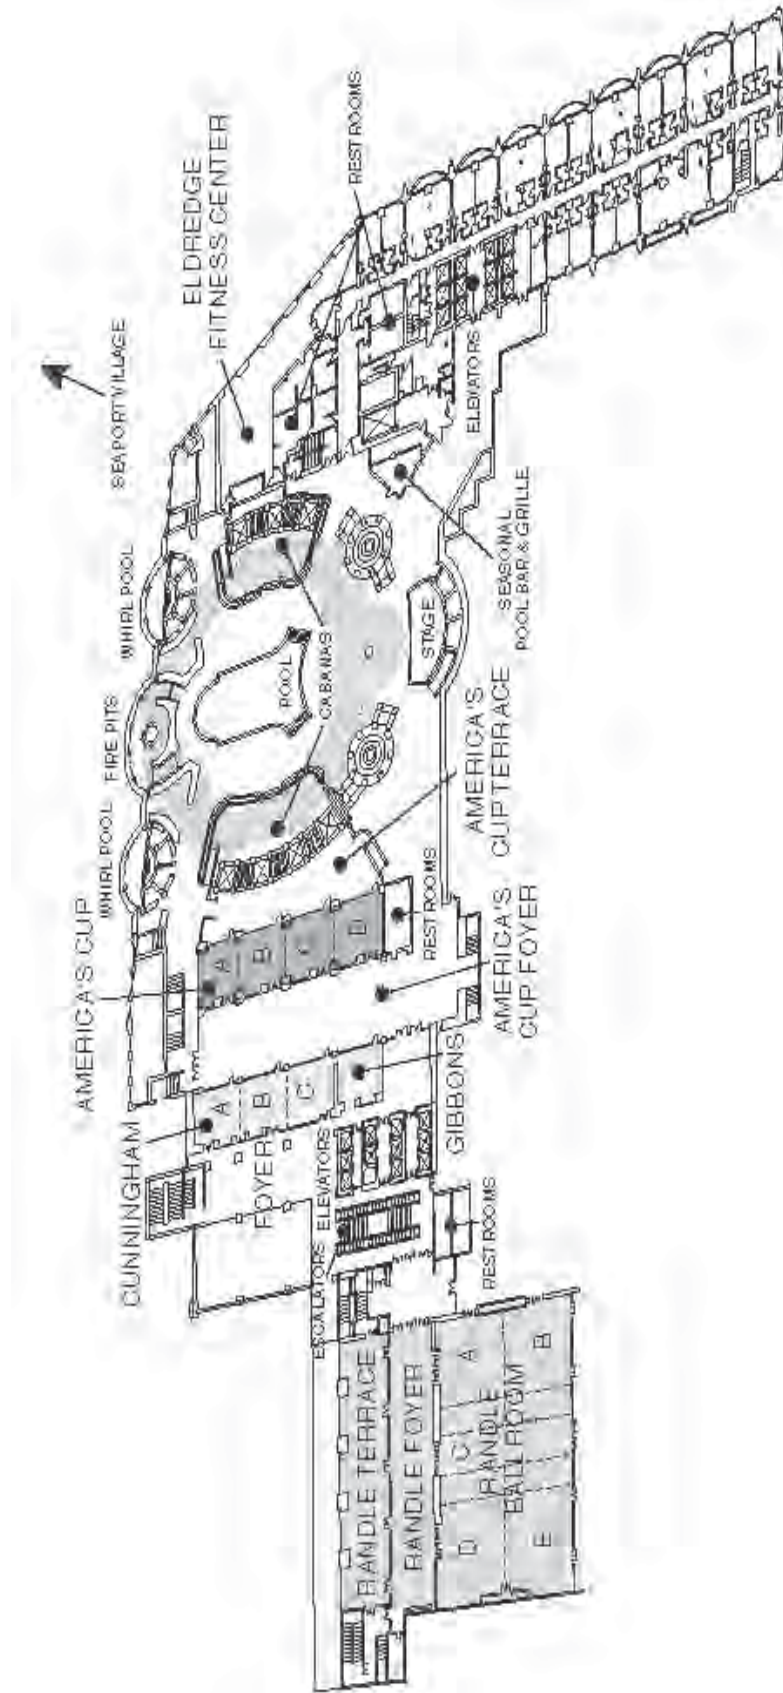 SEAPORT VILLAGE
ELDREDGE
FITNESS CENTER
REST ROOMS
WHIRLPOOL
FIRE PITS
WHIRLPOOL
AMERICA'S CUP
CUNNINGHAM
FOYER
A
B
C
A
B
C
D
POOL
CABANAS
STAGE
ELEVATORS
SEASONAL
POOL BAR & GRILLE
AMERICA'S
CUP TERRACE
REST ROOMS
AMERICA'S
CUP FOYER
GIBBONS
ELEVATORS
ESCALATORS
REST ROOMS
RANDLE TERRACE
RANDLE FOYER
D
C
A
RANDLE
BALLROOM
E
B